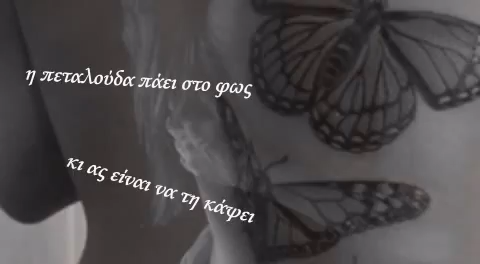 η πεταλούδα πάει στο φως
κι ας είναι να τη κάψει